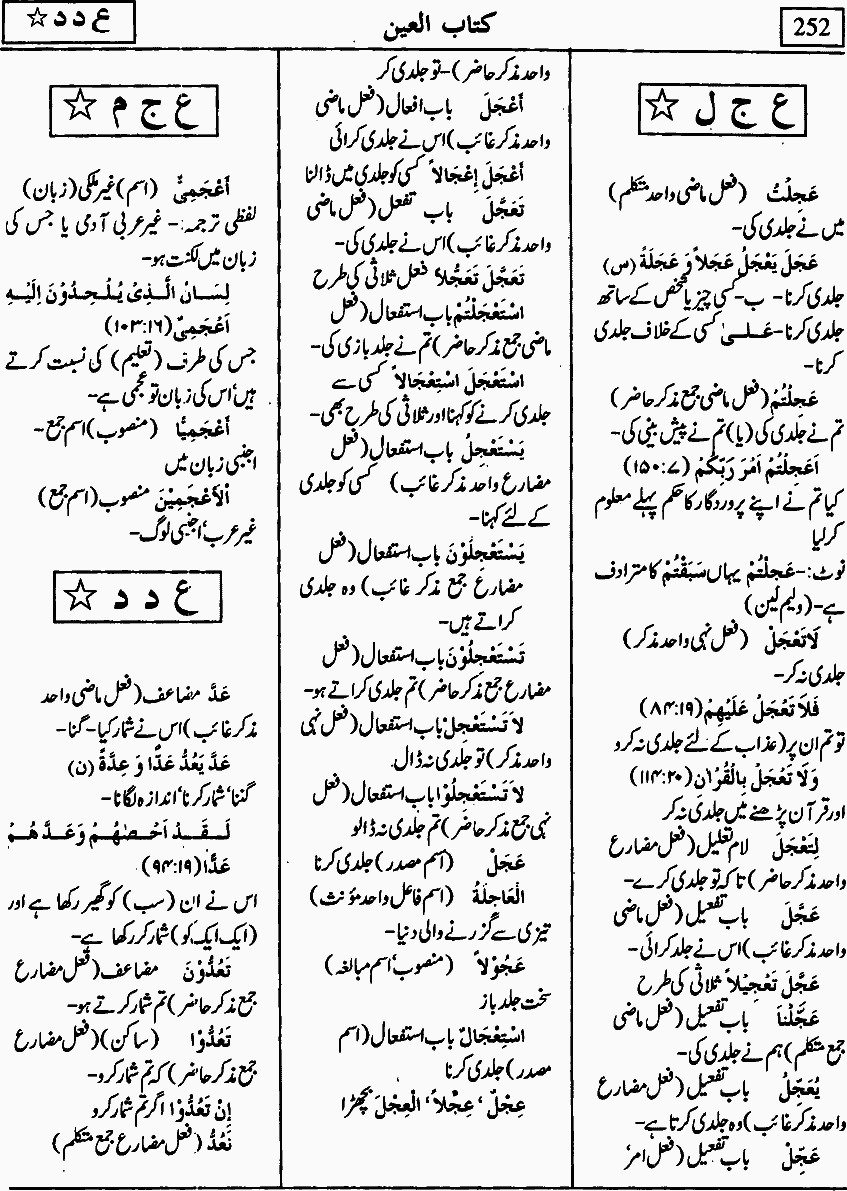 252
کتاب العین
ع د د ☆
ع ج ل ☆
عَجِلْتُ (فعل ماضی واحد متکلم)
میں نے جلدی کی-
عَجِلَ يَعْجَلُ عَجَلاً وَ عَجَلَةً (س)
جلدی کرنا- ب-کسی چیز یا شخص کے ساتھ
جلدی کرنا-عَلٰى کسی کے خلاف جلدی
کرنا-
عَجِلْتُمْ (فعل ماضی جمع مذکر حاضر)
تم نے جلدی کی (یا) تم نے پیش بینی کی-
اَعَجِلْتُمْ اَمْرَ رَبِّكُمْ (۱۵۰:۷)
کیا تم نے اپنے پروردگار کا حکم پہلے معلوم
کرلیا
نوٹ:-عَجِلْتُمْ یہاں سَبَقْتُمْ کا مترادف
ہے-(ولیم لین)
لَاتَعْجَلْ (فعل نہی واحد مذکر)
جلدی نہ کر-
فَلَا تَعْجَلْ عَلَيْهِمْ (۸۴:۱۹)
تو تم ان پر (عذاب کے لئے جلدی نہ کرو
وَلَا تَعْجَلْ بِالْقُرْاٰنِ (۱۱۴:۲۰)
اور قرآن پڑھنے میں جلدی نہ کر
لِتَعْجَلَ لام تعلیل (فعل مضارع
واحد مذکر حاضر) تاکہ تو جلدی کرے-
عَجَّلَ باب تفعیل (فعل ماضی
واحد مذکر غائب) اس نے جلد کرائی-
عَجَّلَ تَعْجِيْلاً ثلاثی کی طرح
عَجَّلْنَا باب تفعیل (فعل ماضی
جمع متکلم) ہم نے جلدی کی-
يُعَجِّلُ باب تفعیل (فعل مضارع
واحد مذکر غائب) وہ جلدی کرتا ہے-
عَجِّلْ باب تفعیل (فعل امر'
واحد مذکر حاضر)-تو جلدی کر
أَعْجَلَ باب افعال (فعل ماضی
واحد مذکر غائب) اس نے جلدی کرائی
أَعْجَلَ إِعْجَالاً کسی کو جلدی میں ڈالنا
تَعَجَّلَ باب تفعل (فعل ماضی
واحد مذکر غائب) اس نے جلدی کی-
تَعَجَّلَ تَعَجُّلاً فعل ثلاثی کی طرح
اسْتَعْجَلْتُمْ باب استفعال (فعل
ماضی جمع مذکر حاضر) تم نے جلد بازی کی-
اسْتَعْجَلَ اسْتِعْجَالاً کسی سے
جلدی کرنے کو کہنا اور ثلاثی کی طرح بھی-
يَسْتَعْجِلُ باب استفعال (فعل
مضارع واحد مذکر غائب) کسی کو جلدی
کے لئے کہنا-
يَسْتَعْجِلُوْنَ باب استفعال (فعل
مضارع جمع مذکر غائب) وہ جلدی
کراتے ہیں-
تَسْتَعْجِلُوْنَ باب استفعال (فعل
مضارع جمع مذکر حاضر) تم جلدی کراتے ہو-
لَا تَسْتَعْجِلْ باب استفعال (فعل نہی
واحد مذکر) تو جلدی نہ ڈال.
لَا تَسْتَعْجِلُوْا باب استفعال (فعل
نہی جمع مذکر حاضر) تم جلدی نہ ڈالو
عَجَلٌ (اسم مصدر) جلدی کرنا
الْعَاجِلَةُ (اسم فاعل واحد مؤنث)
تیزی سے گزرنے والی دنیا-
عَجُوْلاً (منصوب' اسم مبالغہ)
سخت جلد باز
اسْتِعْجَالٌ باب استفعال (اسم
مصدر) جلدی کرنا
عِجْلٌ' عِجْلاً' الْعِجْلَ بچھڑا
ع ج م ☆
أَعْجَمِىٌّ (اسم) غیر ملکی (زبان)
لفظی ترجمہ:- غیر عربی آدمی یا جس کی
زبان میں لکنت ہو-
لِسَانُ الَّذِىْ يُلْحِدُوْنَ اِلَيْهِ
اَعْجَمِىٌّ (۱۰۳:۱۶)
جس کی طرف (تعلیم) کی نسبت کرتے
ہیں' اس کی زبان تو عجمی ہے-
أَعْجَمِيًّا (منصوب) اسم جمع-
اجنبی زبان میں
اَلْأَعْجَمِيْنَ منصوب (اسم جمع)
غیر عرب' اجنبی لوگ-
ع د د ☆
عَدَّ مضاعف (فعل ماضی واحد
مذکر غائب) اس نے شمار کیا-گنا-
عَدَّ يَعُدُّ عَدًّا وَ عِدَّةً (ن)
گننا' شمار کرنا' اندازہ لگانا-
لَقَدْ اَحْصٰهُمْ وَعَدَّهُمْ
عَدًّا (۹۴:۱۹)
اس نے ان (سب) کو گھیر رکھا ہے اور
(ایک ایک کو) شمار کر رکھا ہے-
تَعُدُّوْنَ مضاعف (فعل مضارع
جمع مذکر حاضر) تم شمار کرتے ہو-
تَعُدُّوْا (ساکن) (فعل مضارع
جمع مذکر حاضر) کہ تم شمار کرو-
اِنْ تَعُدُّوْا اگر تم شمار کرو
نَعُدُّ (فعل مضارع جمع متکلم)